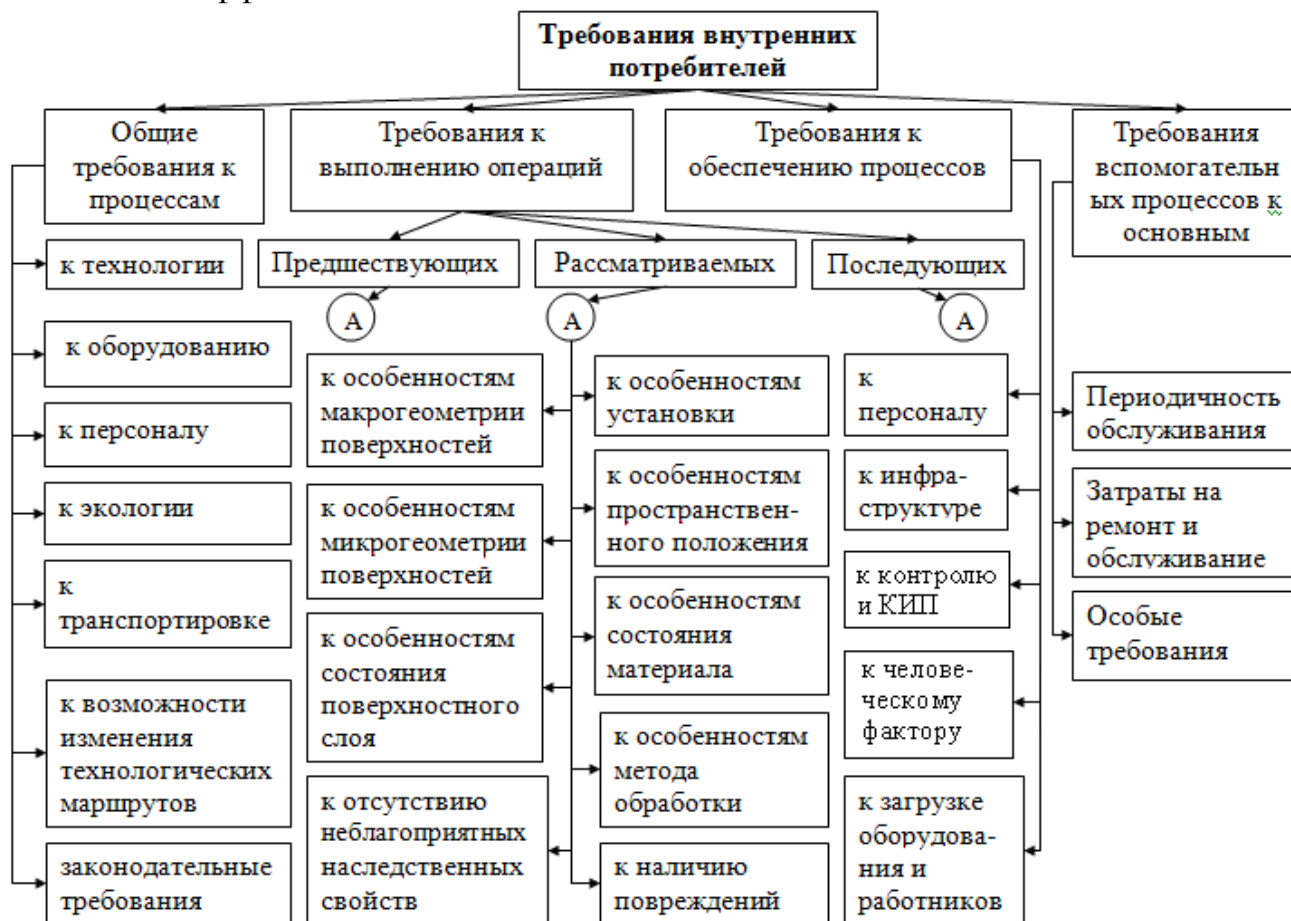 Требования внутренних
потребителей
Общие
требования к
процессам
Требования к
выполнению операций
Требования к
обеспечению процессов
Требования
вспомогательн
ых процессов к
основным
к технологии
Предшествующих
Рассматриваемых
Последующих
А
А
А
к оборудованию
к персоналу
к экологии
к
транспортировке
к возможности
изменения
технологических
маршрутов
законодательные
требования
к особенностям
макрогеометрии
поверхностей
к особенностям
микрогеометрии
поверхностей
к особенностям
состояния
поверхностного
слоя
к отсутствию
неблагоприятных
наследственных
свойств
к особенностям
установки
к особенностям
пространствен-
ного положения
к особенностям
состояния
материала
к особенностям
метода
обработки
к наличию
повреждений
к
персоналу
к инфра-
структуре
к контролю
и КИП
к челове-
ческому
фактору
к загрузке
оборудова-
ния и
работников
Периодичность
обслуживания
Затраты на
ремонт и
обслуживание
Особые
требования